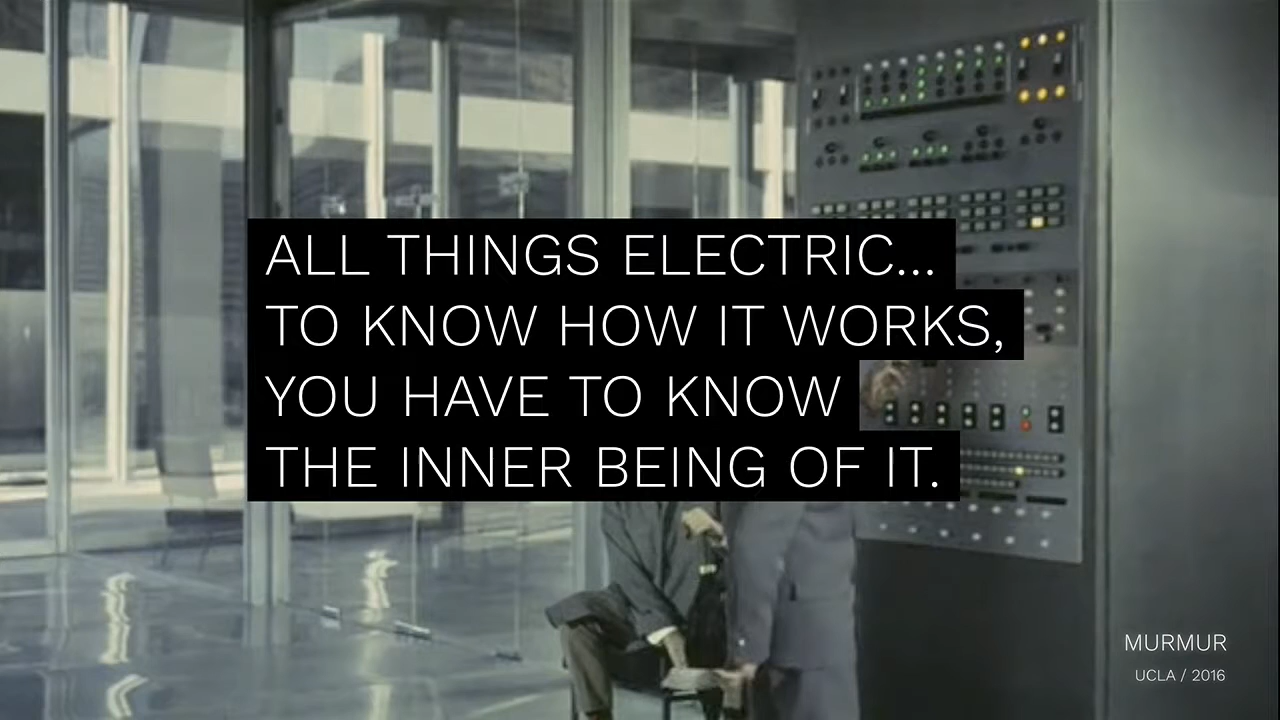 ALL THINGS ELECTRIC...
TO KNOW HOW IT WORKS,
YOU HAVE TO KNOW
THE INNER BEING OF IT.
MURMUR
UCLA / 2016